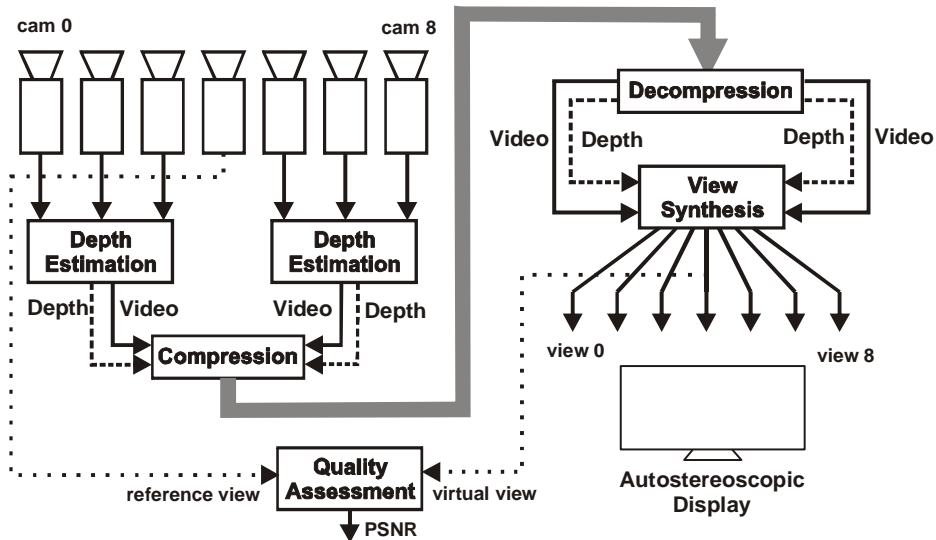 cam 0
cam 8
Decompression
Video
Depth
Depth
Video
View
Synthesis
Depth
Estimation
Depth
Estimation
Depth
Video
Video
Depth
Compression
view 0
view 8
Quality
Assessment
reference view
virtual view
PSNR
Autostereoscopic
Display